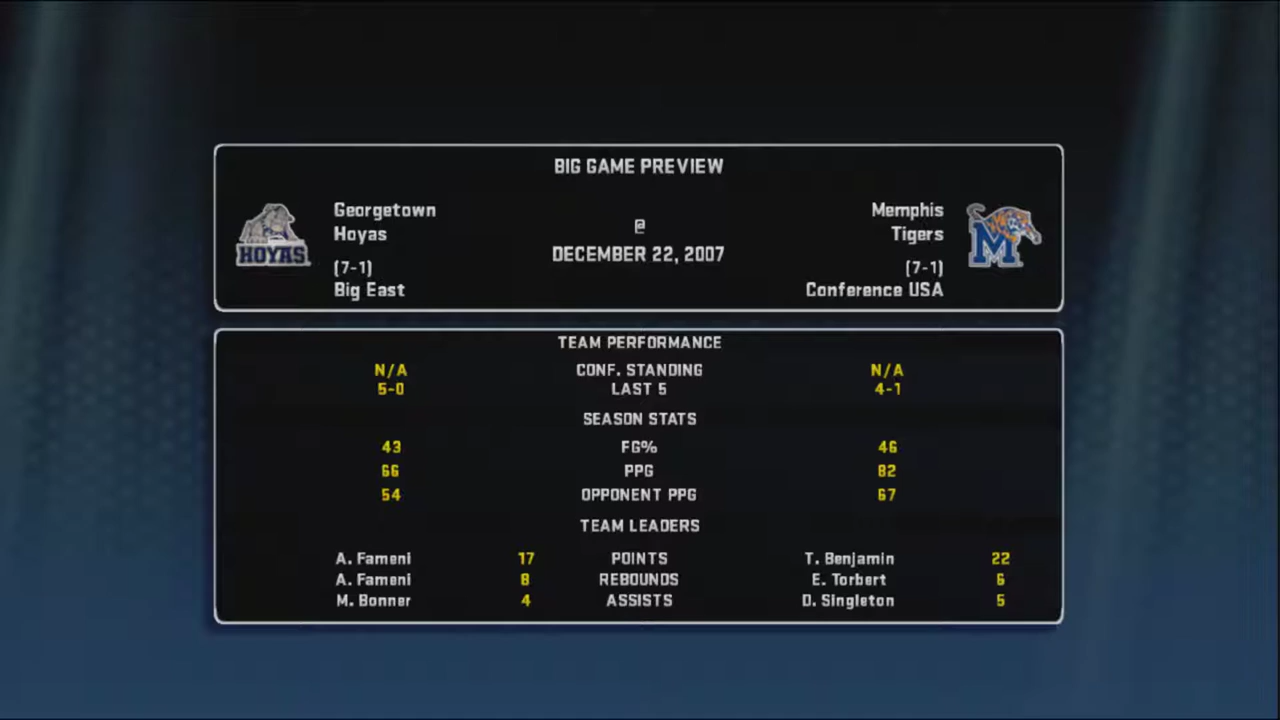 BIG GAME PREVIEW
Georgetown
Hoyas
(7-1)
Big East
@
DECEMBER 22, 2007
Memphis
Tigers
(7-1)
Conference USA
HOYAS
M
TEAM PERFORMANCE
N/A CONF. STANDING N/A
5-0 LAST 5 4-1
SEASON STATS
43 FG% 46
66 PPG 82
54 OPPONENT PPG 67
TEAM LEADERS
A. Fameni 17 POINTS T. Benjamin 22
A. Fameni 8 REBOUNDS E. Torbert 6
M. Bonner 4 ASSISTS D. Singleton 5